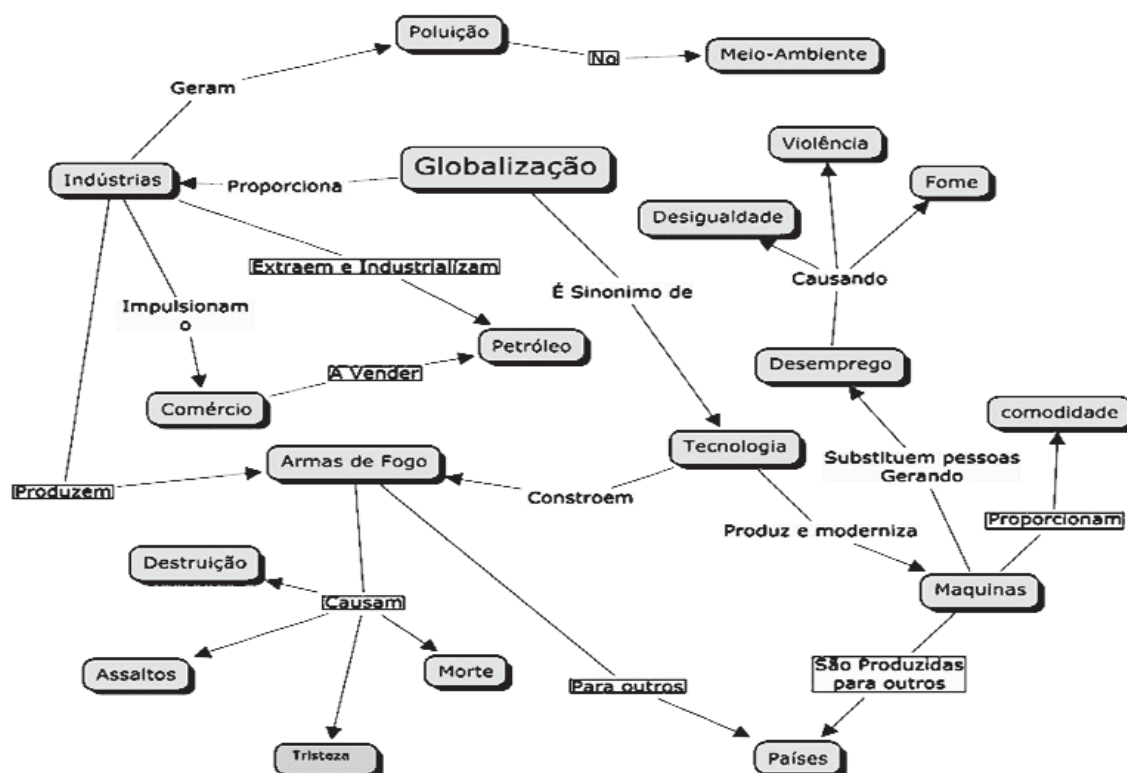 Poluição
No
Meio-Ambiente
Geram
Violência
Globalização
Indústrias
Proporciona
Fome
Desigualdade
Extraem e Industrializam
Causando
É Sinonimo de
Impulsionam
o
Petróleo
Desemprego
A Vender
Comércio
comodidade
Tecnologia
Armas de Fogo
Substituem pessoas
Gerando
Produzem
Constroem
Proporcionam
Produz e moderniza
Destruição
Maquinas
Causam
Assaltos
Morte
São Produzidas
para outros
Para outros
Tristeza
Países